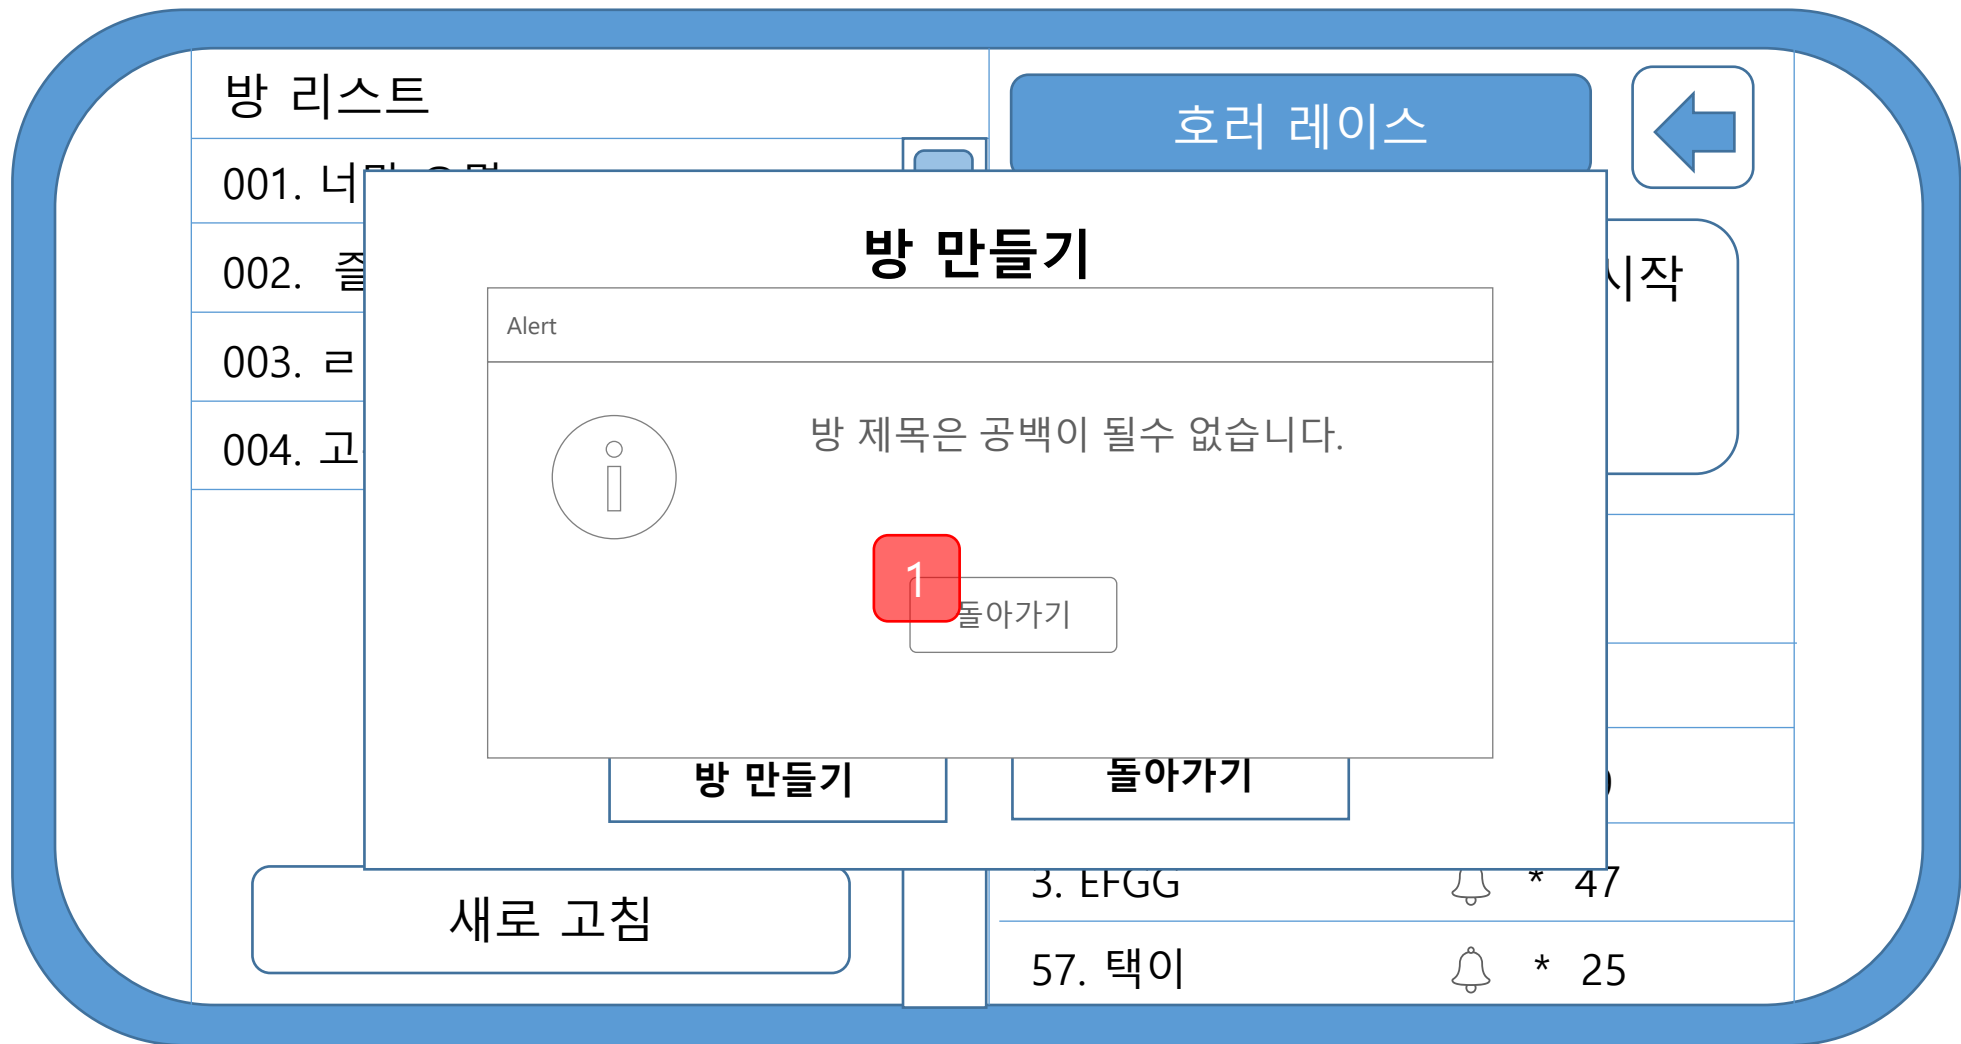 방 리스트
호러 레이스
001.
002.
시작
003.
004.
방 만들기
Alert
방 제목은 공백이 될수 없습니다.
1
돌아가기
방 만들기
돌아가기
새로 고침
3. EFGG * 47
57. 택이 * 25